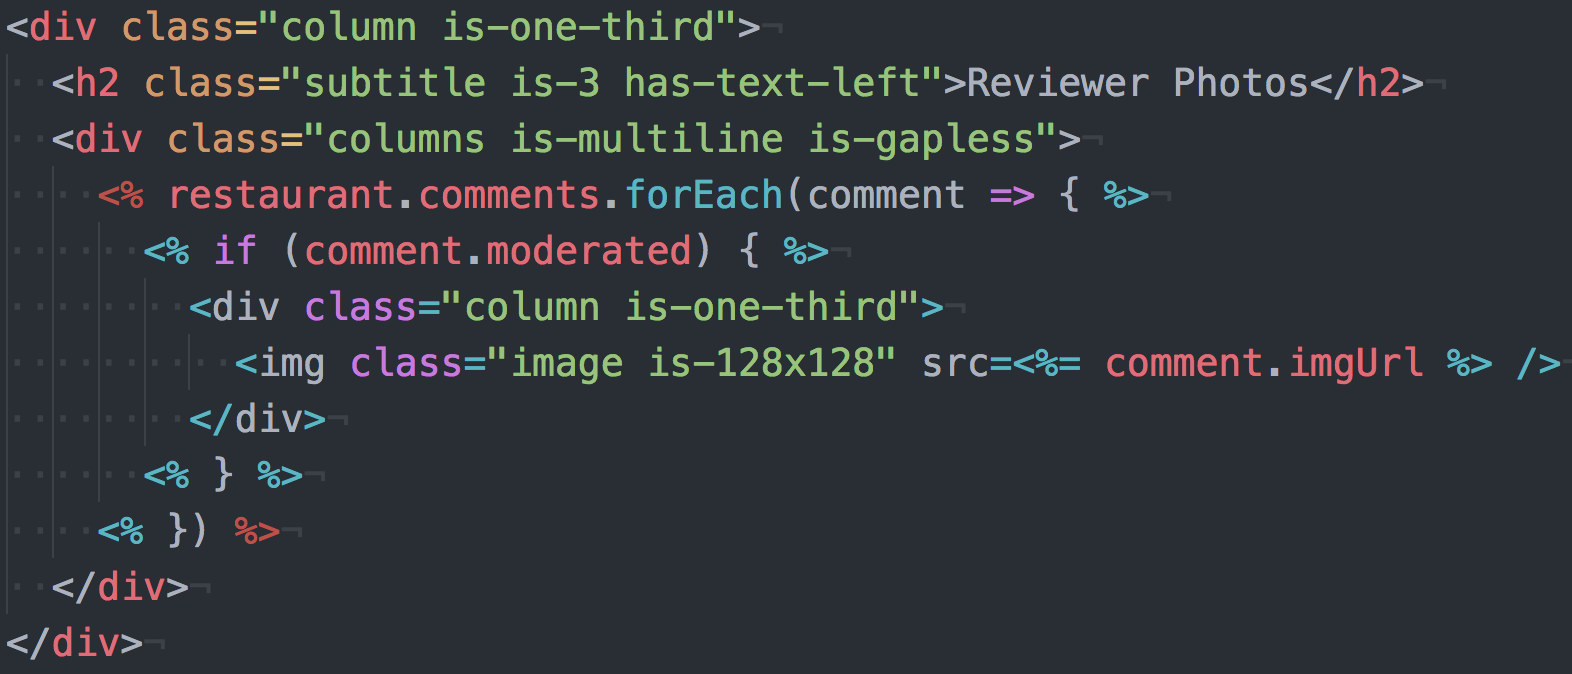 <div class="column is-one-third">
  <h2 class="subtitle is-3 has-text-left">Reviewer Photos</h2>
  <div class="columns is-multiline is-gapless">
    <% restaurant.comments.forEach(comment => { %>
      <% if (comment.moderated) { %>
        <div class="column is-one-third">
          <img class="image is-128x128" src=<%= comment.imgUrl %> />
        </div>
      <% } %>
    <% }) %>
  </div>
</div>